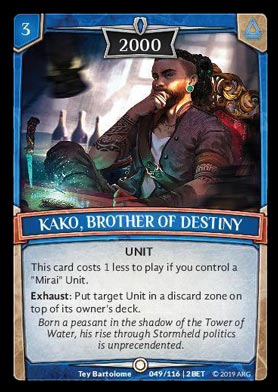 3
2000
KAKO, BROTHER OF DESTINY
UNIT
This card costs 1 less to play if you control a
"Mirai" Unit.
Exhaust: Put target Unit in a discard zone on
top of its owner's deck.
Born a peasant in the shadow of the Tower of
Water, his rise through Stormheld politics
is unprecendented.
Tey Bartolome
049/116 | 2BET
© 2019 ARG